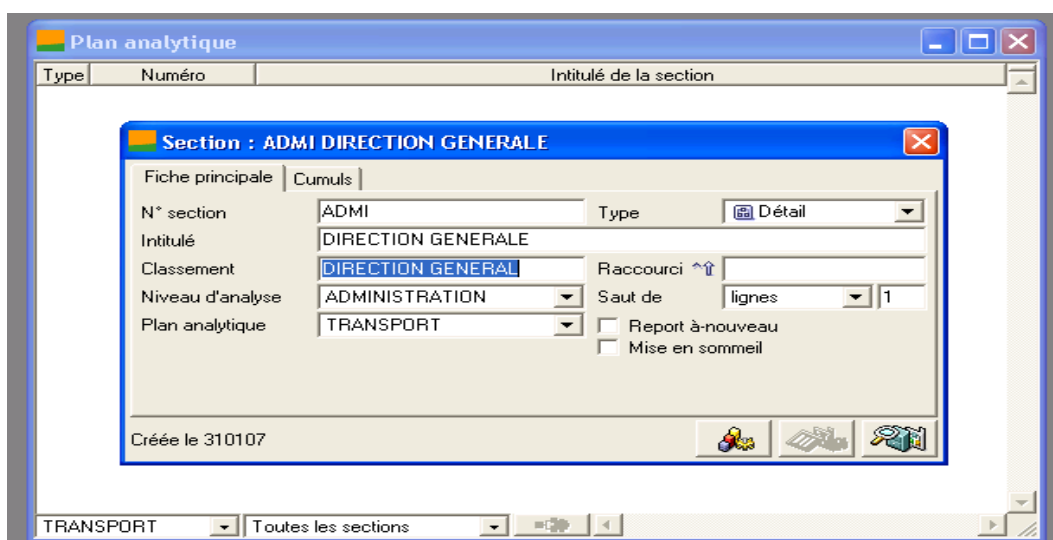 Plan analytique
Type Numéro Intitulé de la section
Section : ADMI DIRECTION GENERALE
Fiche principale Cumuls
N° section ADMI Type Détail
Intitulé DIRECTION GENERALE
Classement DIRECTION GENERAL Raccourci ^⇧
Niveau d'analyse ADMINISTRATION Saut de lignes 1
Plan analytique TRANSPORT Report à-nouveau
Mise en sommeil
Créée le 310107
TRANSPORT Toutes les sections